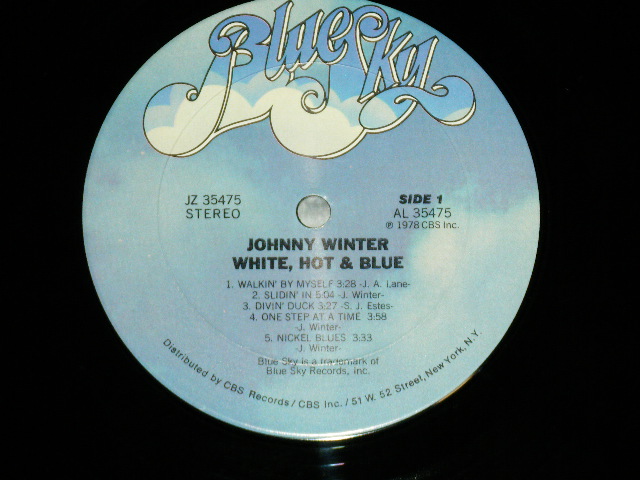 Blue Sky
JZ 35475
STEREO
SIDE 1
AL 35475
℗ 1978 CBS Inc.
JOHNNY WINTER
WHITE, HOT & BLUE
1. WALKIN' BY MYSELF 3:28 -J. A. Lane-
2. SLIDIN' IN 5:04 -J. Winter-
3. DIVIN' DUCK 3:27 -S. J. Estes-
4. ONE STEP AT A TIME 3:58
-J. Winter-
5. NICKEL BLUES 3:33
-J. Winter-
Blue Sky is a trademark of
Blue Sky Records, Inc.
Distributed by CBS Records / CBS Inc. / 51 W. 52 Street, New York, N.Y.